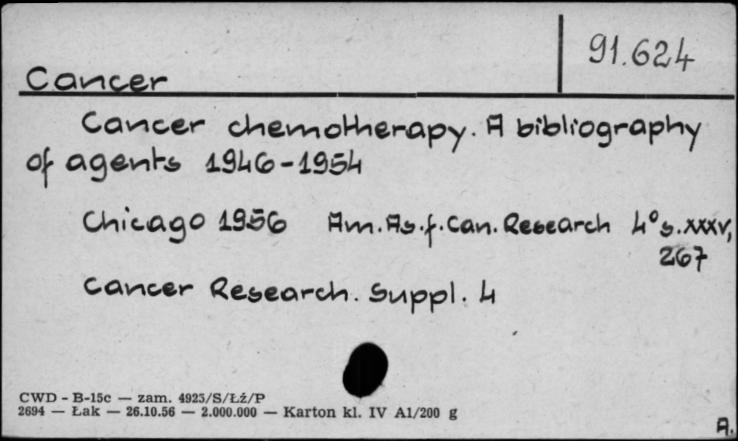 91.624
Cancer
Cancer chemotherapy. A bibliography
of agents 1946-1954
Chicago 1956 Am. As. f. Can. Research 4° s. XXXV,
267
Cancer Research. Suppl. 4
CWD - B-15c — zam. 4923/S/Łź/P
2694 — Łak — 26.10.56 — 2.000.000 — Karton kl. IV A1/200 g
A.